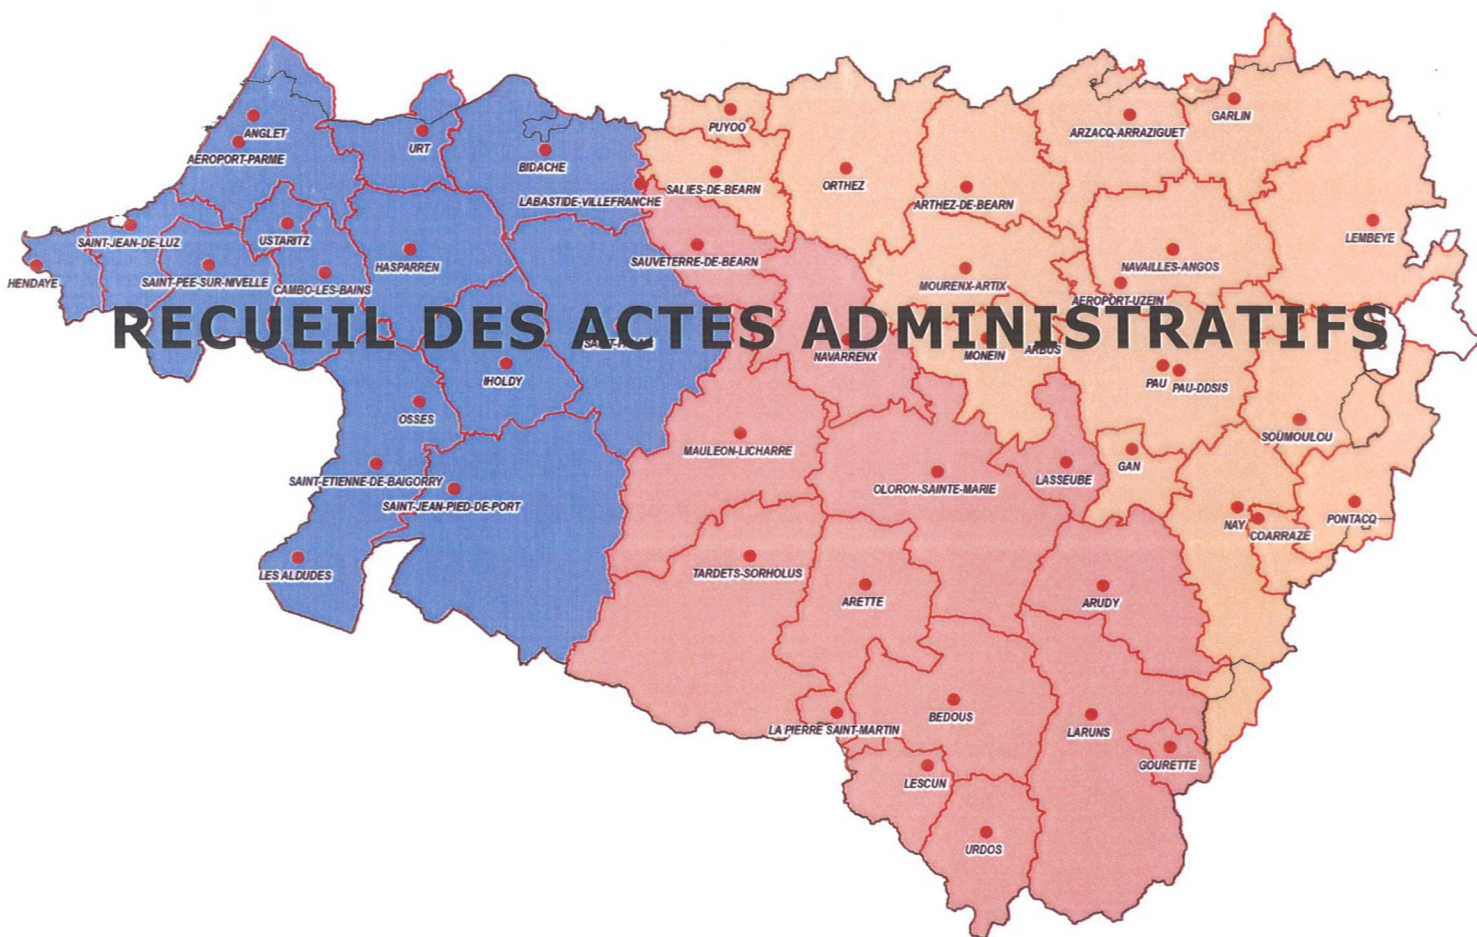 RECUEIL DES ACTES ADMINISTRATIFS
ANGLET
AEROPORT-PARME
URT
BIDACHE
LABASTIDE-VILLEFRANCHE
PUYOO
SALIES-DE-BEARN
ORTHEZ
ARTHEZ-DE-BEARN
ARZACQ-ARRAZIGUET
GARLIN
LEMBEYE
SAINT-JEAN-DE-LUZ
HENDAYE
SAINT-PEE-SUR-NIVELLE
USTARITZ
CAMBO-LES-BAINS
HASPARREN
SAUVETERRE-DE-BEARN
MOURENX-ARTIX
NAVAILLES-ANGOS
AEROPORT-UZEIN
NAVARRENX
MONEIN
ARBUS
PAU
PAU-DDSIS
IHOLDY
OSSES
SOUMOULOU
MAULEON-LICHARRE
OLORON-SAINTE-MARIE
LASSEUBE
GAN
SAINT-ETIENNE-DE-BAIGORRY
SAINT-JEAN-PIED-DE-PORT
NAY
COARRAZE
PONTACQ
LES ALDUDES
TARDETS-SORHOLUS
ARETTE
ARUDY
LA PIERRE SAINT-MARTIN
BEDOUS
LARUNS
GOURETTE
LESCUN
URDOS